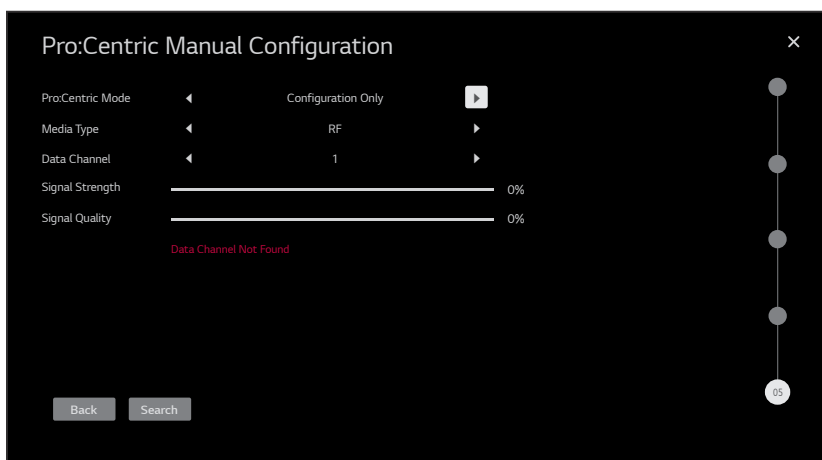 Pro:Centric Manual Configuration
Pro:Centric Mode Configuration Only
Media Type RF
Data Channel 1
Signal Strength 0%
Signal Quality 0%
Data Channel Not Found
05
Back Search